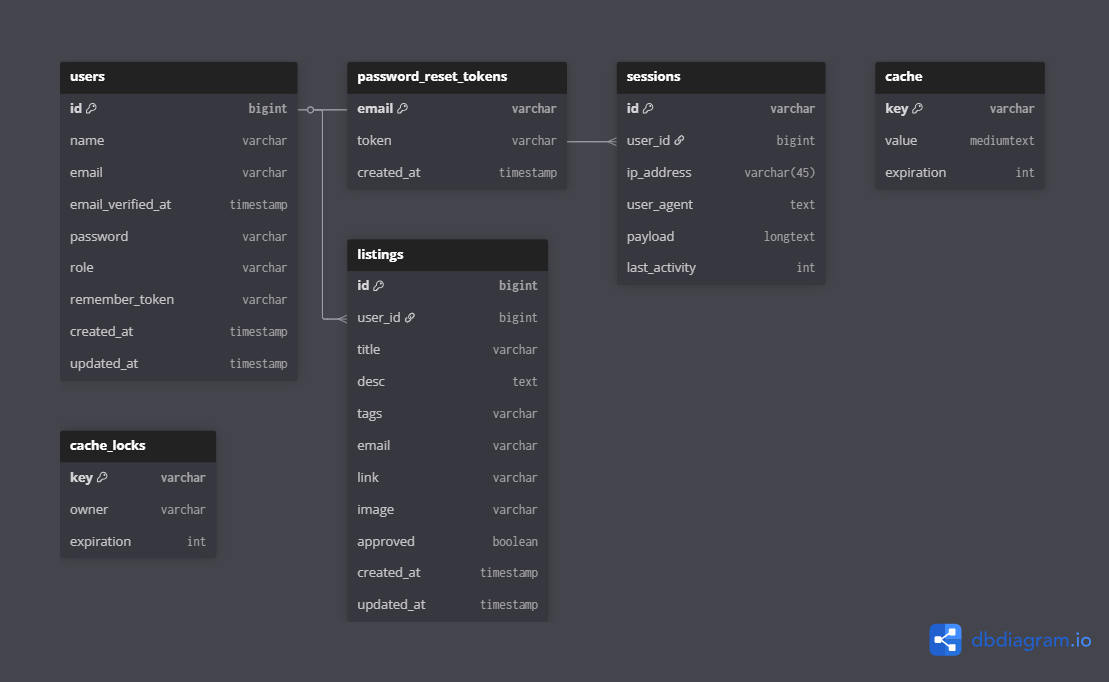 users
id bigint
name varchar
email varchar
email_verified_at timestamp
password varchar
role varchar
remember_token varchar
created_at timestamp
updated_at timestamp
password_reset_tokens
email varchar
token varchar
created_at timestamp
sessions
id varchar
user_id bigint
ip_address varchar(45)
user_agent text
payload longtext
last_activity int
cache
key varchar
value mediumtext
expiration int
listings
id bigint
user_id bigint
title varchar
desc text
tags varchar
email varchar
link varchar
image varchar
approved boolean
created_at timestamp
updated_at timestamp
cache_locks
key varchar
owner varchar
expiration int
dbdiagram.io